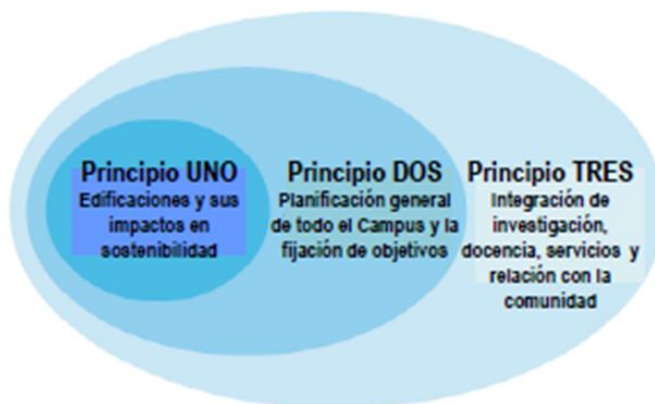 Principio UNO
Edificaciones y sus
impactos en
sostenibilidad
Principio DOS
Planificación general
de todo el Campus y la
fijación de objetivos
Principio TRES
Integración de
investigación,
docencia, servicios y
relación con la
comunidad